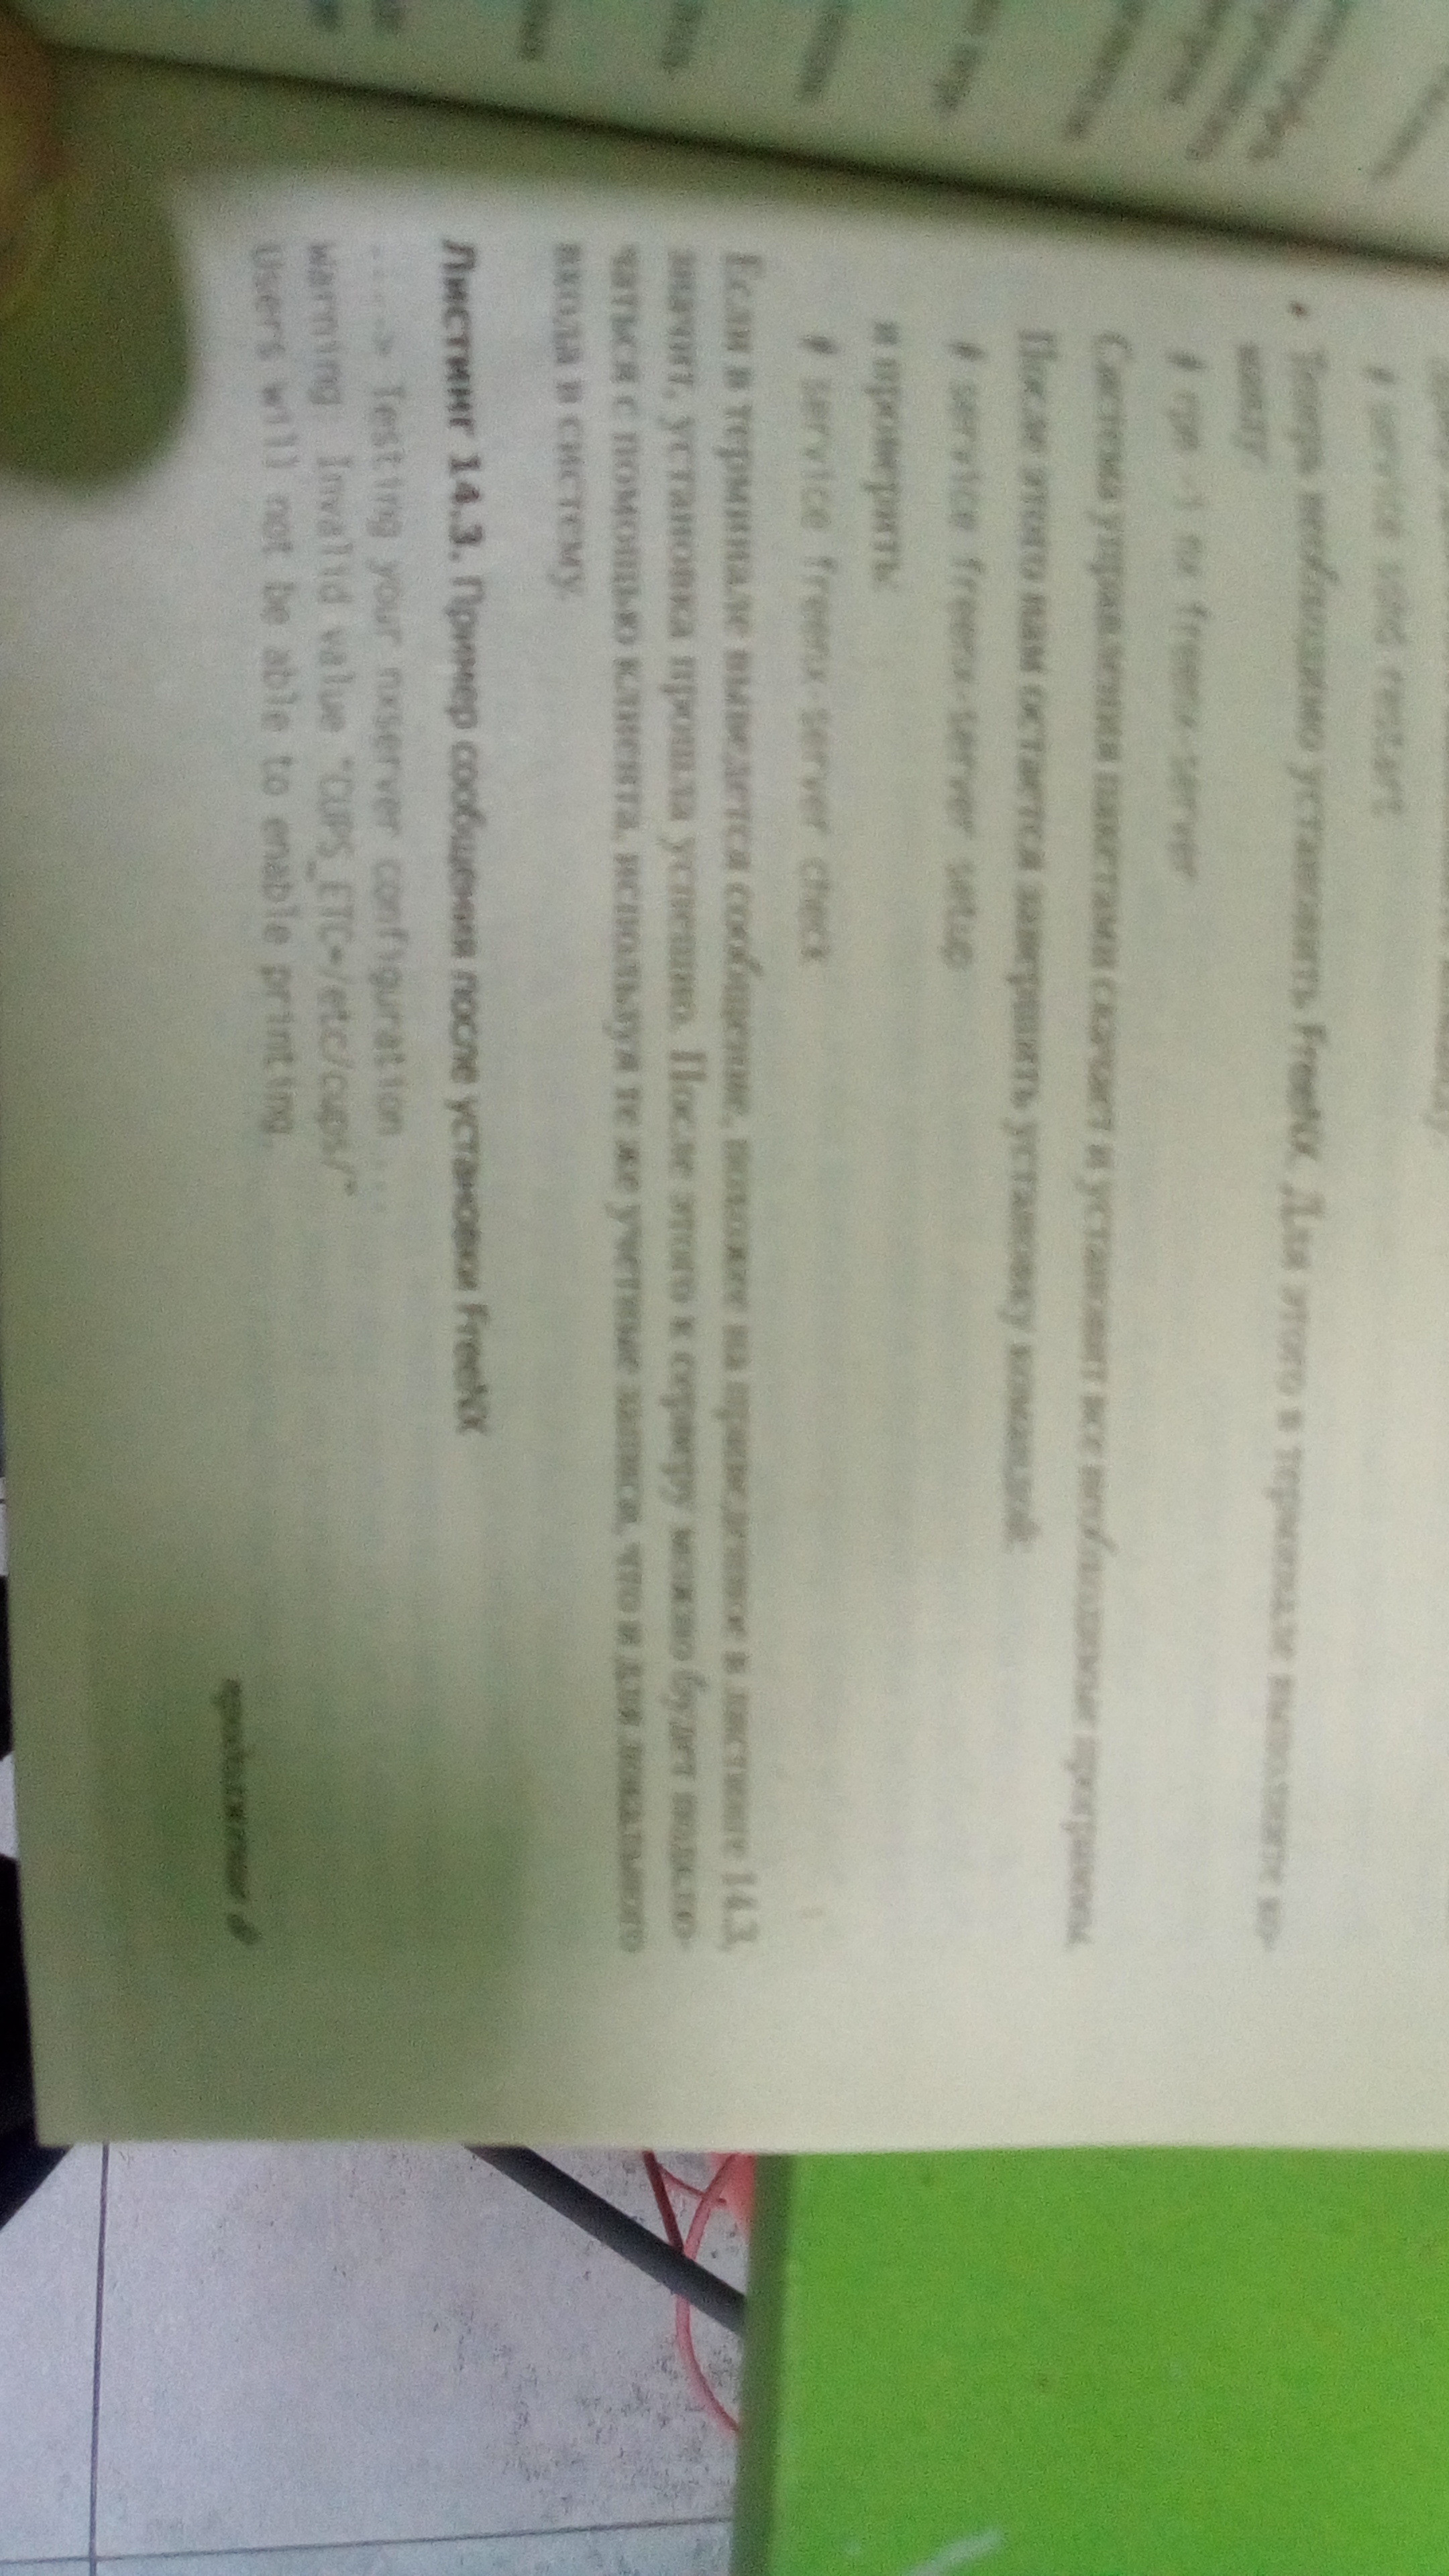 # service sshd restart
• Теперь необходимо установить FreeNX. Для этого в терминале выполните ко-
манду:
# rpm -i nx freenx-server
Система управления пакетами скачает и установит все необходимые программы.
После этого нам остается завершить установку командой:
# service freenx-server setup
и проверить:
# service freenx-server check
Если в терминале выведется сообщение, похожее на приведенное в листинге 14.3,
значит, установка прошла успешно. После этого к серверу можно будет подклю-
чаться с помощью клиента, используя те же учетные записи, что и для локального
входа в систему.
Листинг 14.3. Пример сообщения после установки FreeNX
----> Testing your nxserver configuration ...
Warning: Invalid value "CUPS_ETC=/etc/cups/"
Users will not be able to enable printing.
продолжение